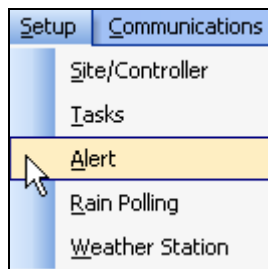 Setup Communications
Site/Controller
Tasks
Alert
Rain Polling
Weather Station